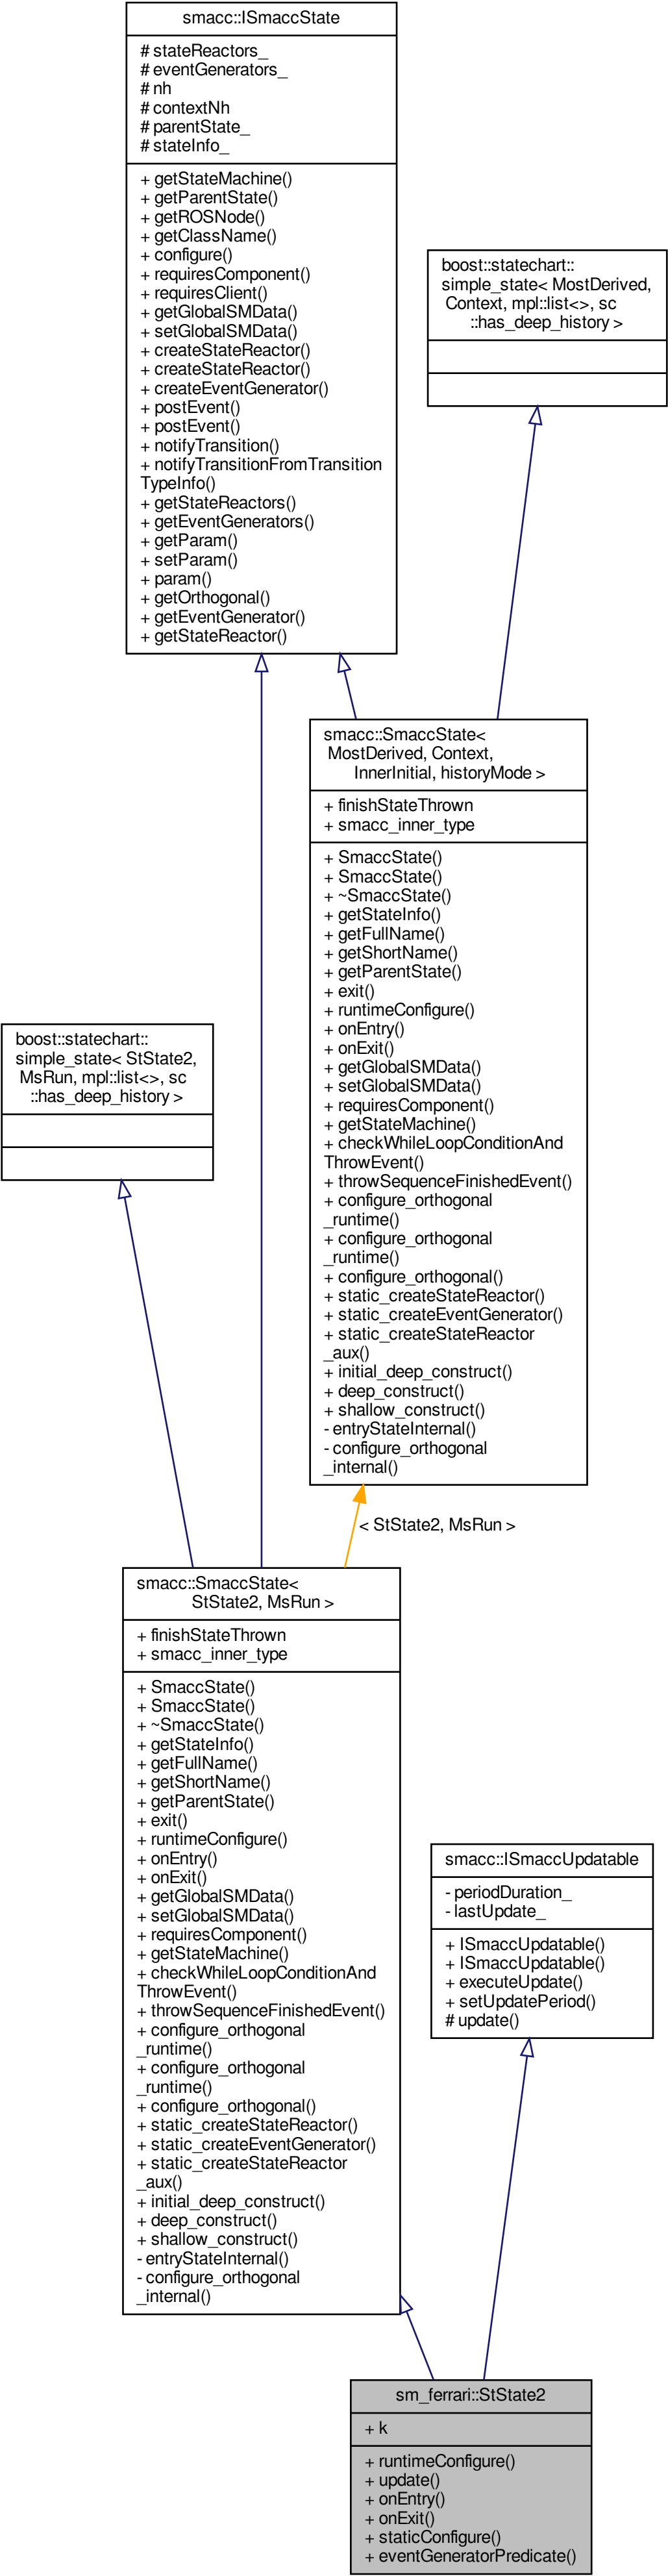 smacc::ISmaccState
# stateReactors_
# eventGenerators_
# nh
# contextNh
# parentState_
# stateInfo_
+ getStateMachine()
+ getParentState()
+ getROSNode()
+ getClassName()
+ configure()
+ requiresComponent()
+ requiresClient()
+ getGlobalSMData()
+ setGlobalSMData()
+ createStateReactor()
+ createStateReactor()
+ createEventGenerator()
+ postEvent()
+ postEvent()
+ notifyTransition()
+ notifyTransitionFromTransition
TypeInfo()
+ getStateReactors()
+ getEventGenerators()
+ getParam()
+ setParam()
+ param()
+ getOrthogonal()
+ getEventGenerator()
+ getStateReactor()
boost::statechart::
simple_state< MostDerived,
Context, mpl::list<>, sc
::has_deep_history >
smacc::SmaccState<
MostDerived, Context,
InnerInitial, historyMode >
+ finishStateThrown
+ smacc_inner_type
+ SmaccState()
+ SmaccState()
+ ~SmaccState()
+ getStateInfo()
+ getFullName()
+ getShortName()
+ getParentState()
+ exit()
+ runtimeConfigure()
+ onEntry()
+ onExit()
+ getGlobalSMData()
+ setGlobalSMData()
+ requiresComponent()
+ getStateMachine()
+ checkWhileLoopConditionAnd
ThrowEvent()
+ throwSequenceFinishedEvent()
+ configure_orthogonal
_runtime()
+ configure_orthogonal
_runtime()
+ configure_orthogonal()
+ static_createStateReactor()
+ static_createEventGenerator()
+ static_createStateReactor
_aux()
+ initial_deep_construct()
+ deep_construct()
+ shallow_construct()
- entryStateInternal()
- configure_orthogonal
_internal()
boost::statechart::
simple_state< StState2,
MsRun, mpl::list<>, sc
::has_deep_history >
< StState2, MsRun >
smacc::SmaccState<
StState2, MsRun >
+ finishStateThrown
+ smacc_inner_type
+ SmaccState()
+ SmaccState()
+ ~SmaccState()
+ getStateInfo()
+ getFullName()
+ getShortName()
+ getParentState()
+ exit()
+ runtimeConfigure()
+ onEntry()
+ onExit()
+ getGlobalSMData()
+ setGlobalSMData()
+ requiresComponent()
+ getStateMachine()
+ checkWhileLoopConditionAnd
ThrowEvent()
+ throwSequenceFinishedEvent()
+ configure_orthogonal
_runtime()
+ configure_orthogonal
_runtime()
+ configure_orthogonal()
+ static_createStateReactor()
+ static_createEventGenerator()
+ static_createStateReactor
_aux()
+ initial_deep_construct()
+ deep_construct()
+ shallow_construct()
- entryStateInternal()
- configure_orthogonal
_internal()
smacc::ISmaccUpdatable
- periodDuration_
- lastUpdate_
+ ISmaccUpdatable()
+ ISmaccUpdatable()
+ executeUpdate()
+ setUpdatePeriod()
# update()
sm_ferrari::StState2
+ k
+ runtimeConfigure()
+ update()
+ onEntry()
+ onExit()
+ staticConfigure()
+ eventGeneratorPredicate()